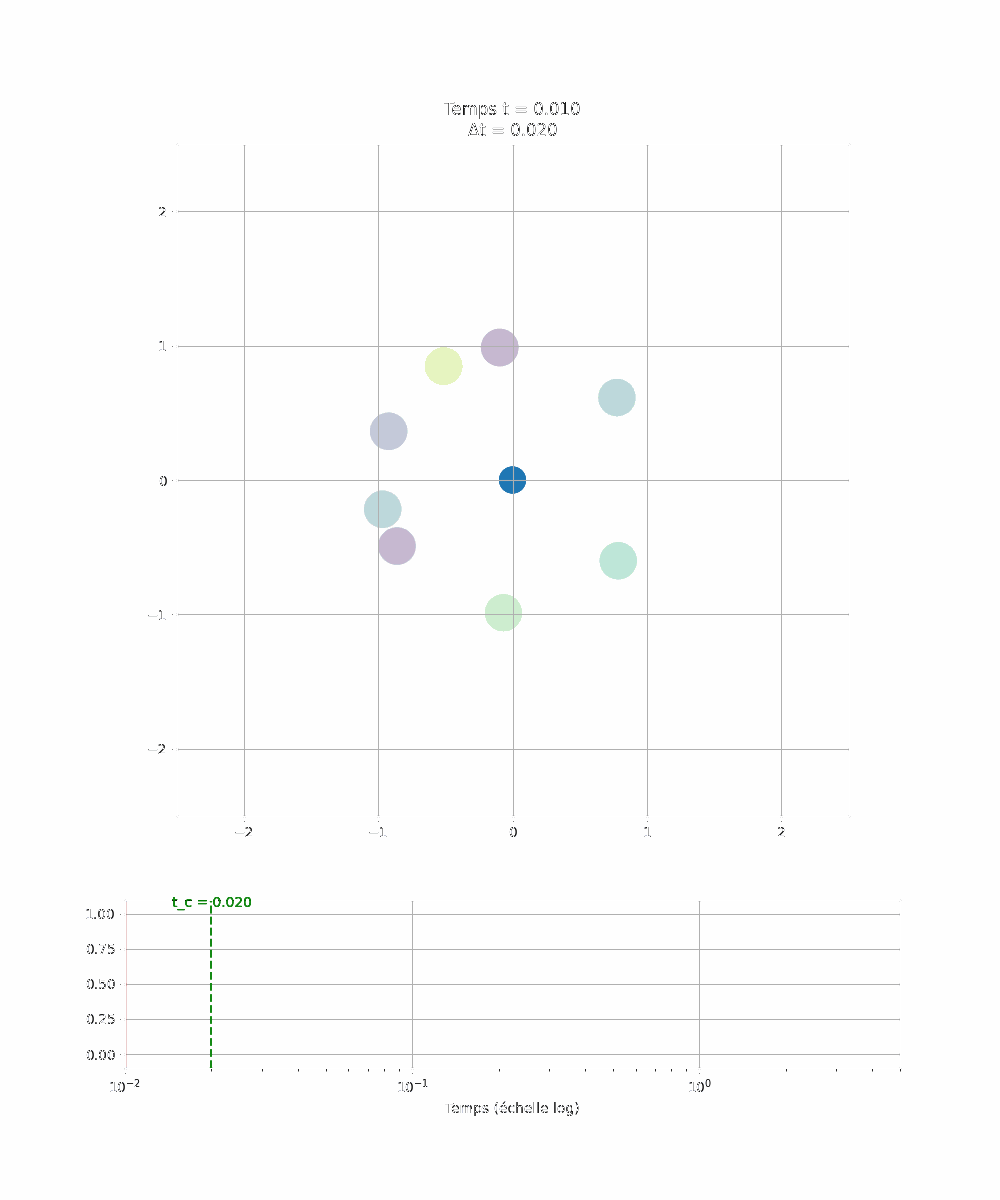 Temps t = 0.010
Δt = 0.020
2
1
0
−1
−2
−2 −1 0 1 2
t_c = 0.020
1.00
0.75
0.50
0.25
0.00
10⁻² 10⁻¹ 10⁰
Temps (échelle log)